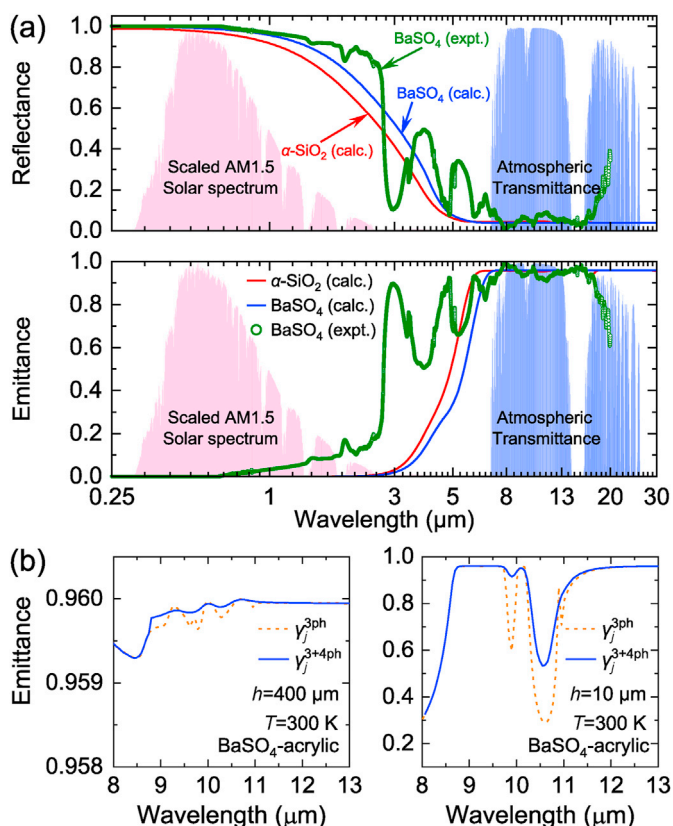 (a)
1.0
0.8
0.6
0.4
0.2
0.0
Reflectance
BaSO₄ (expt.)
BaSO₄ (calc.)
α-SiO₂ (calc.)
Scaled AM1.5
Solar spectrum
Atmospheric
Transmittance
1.0
0.8
0.6
0.4
0.2
0.0
Emittance
α-SiO₂ (calc.)
BaSO₄ (calc.)
BaSO₄ (expt.)
Scaled AM1.5
Solar spectrum
Atmospheric
Transmittance
0.25 1 3 5 8 13 20 30
Wavelength (μm)
(b)
0.960
0.959
0.958
Emittance
γⱼ³ᵖʰ
γⱼ³⁺⁴ᵖʰ
h=400 μm
T=300 K
BaSO₄-acrylic
8 9 10 11 12 13
Wavelength (μm)
1.0
0.8
0.6
0.4
0.2
γⱼ³ᵖʰ
γⱼ³⁺⁴ᵖʰ
h=10 μm
T=300 K
BaSO₄-acrylic
8 9 10 11 12 13
Wavelength (μm)